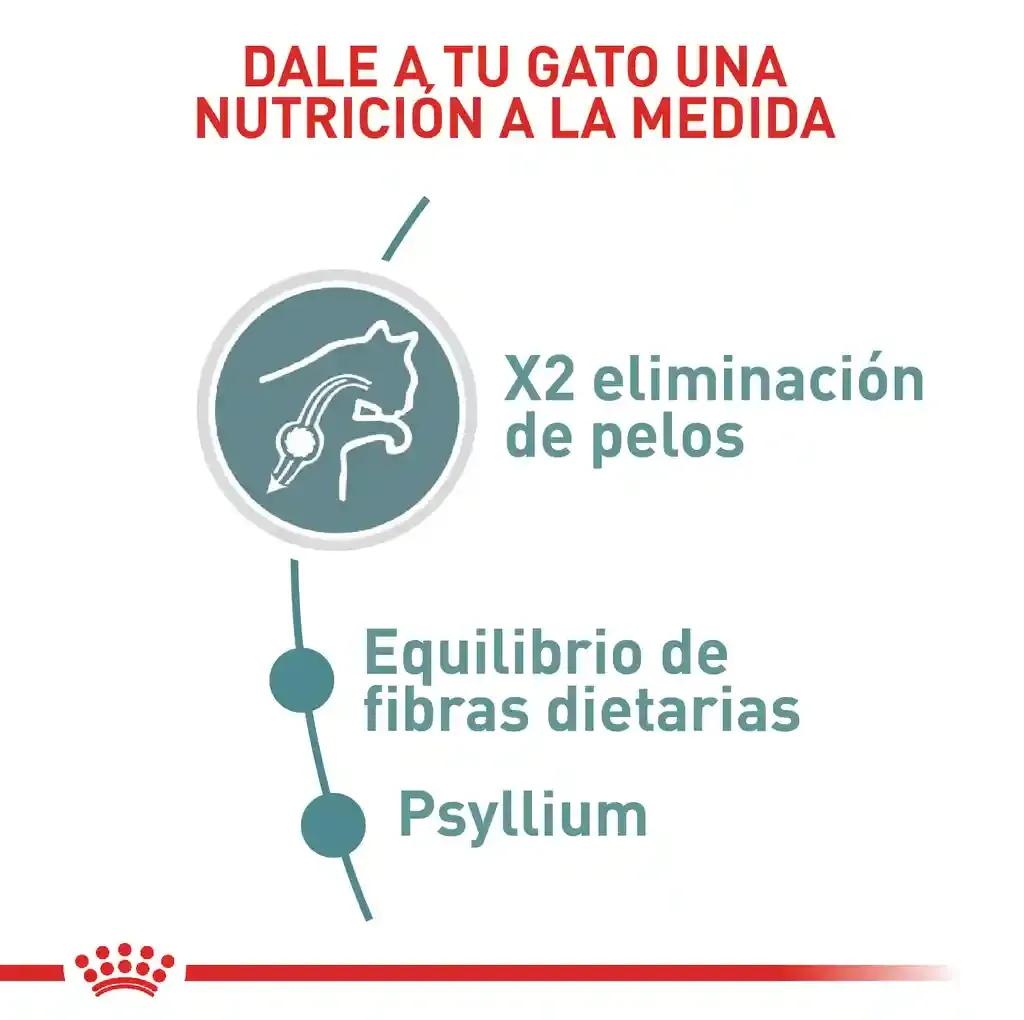 DALE A TU GATO UNA
NUTRICIÓN A LA MEDIDA
X2 eliminación
de pelos
Equilibrio de
fibras dietarias
Psyllium